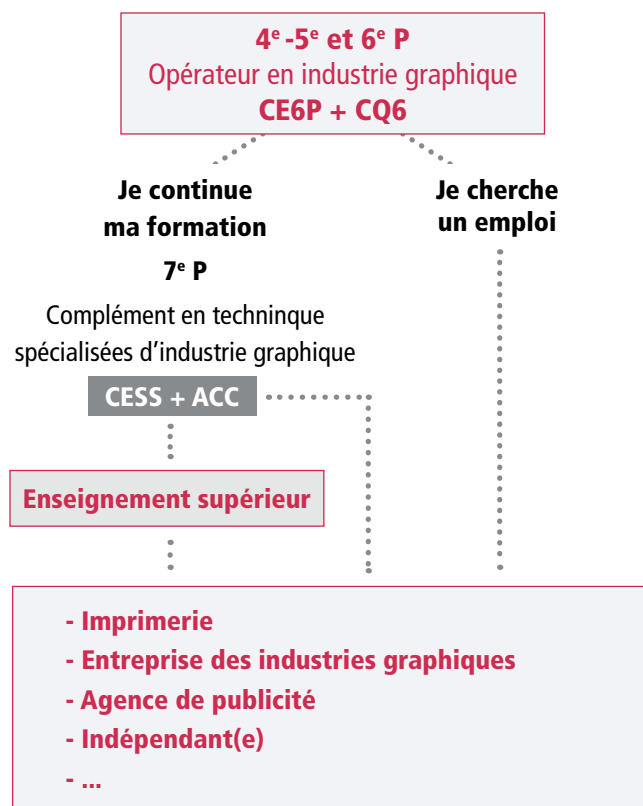 4e -5e et 6e P
Opérateur en industrie graphique
CE6P + CQ6
Je continue
ma formation
7e P
Complément en techninque
spécialisées d'industrie graphique
CESS + ACC
Je cherche
un emploi
Enseignement supérieur
- Imprimerie
- Entreprise des industries graphiques
- Agence de publicité
- Indépendant(e)
- ...